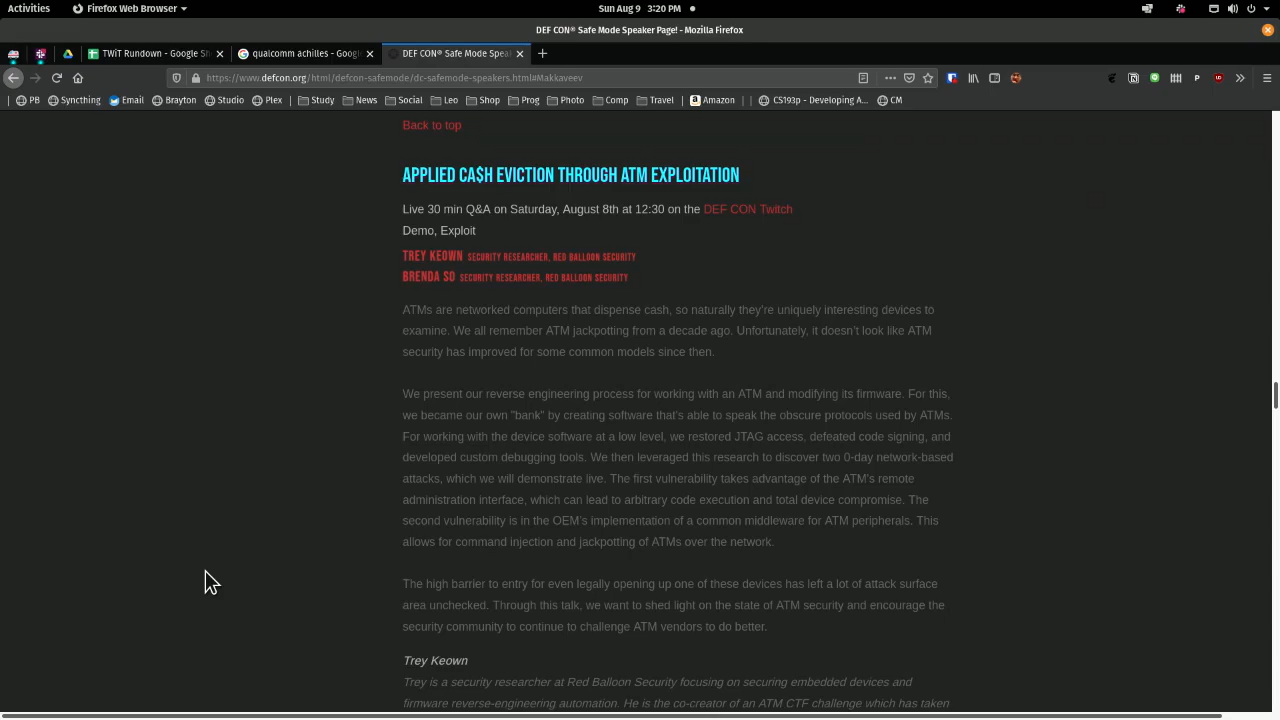 Activities
Firefox Web Browser
Sun Aug 9 3:20 PM
DEF CON® Safe Mode Speaker Page! - Mozilla Firefox
TWiT Rundown - Google Sh
qualcomm achilles - Googl
DEF CON® Safe Mode Speak
https://www.defcon.org/html/defcon-safemode/dc-safemode-speakers.html#Makkaveev
PB
Syncthing
Email
Brayton
Studio
Plex
Study
News
Social
Leo
Shop
Prog
Photo
Comp
Travel
Amazon
CS193p - Developing A...
CM
Back to top
APPLIED CA$H EVICTION THROUGH ATM EXPLOITATION
Live 30 min Q&A on Saturday, August 8th at 12:30 on the DEF CON Twitch
Demo, Exploit
TREY KEOWN SECURITY RESEARCHER, RED BALLOON SECURITY
BRENDA SO SECURITY RESEARCHER, RED BALLOON SECURITY
ATMs are networked computers that dispense cash, so naturally they're uniquely interesting devices to
examine. We all remember ATM jackpotting from a decade ago. Unfortunately, it doesn't look like ATM
security has improved for some common models since then.
We present our reverse engineering process for working with an ATM and modifying its firmware. For this,
we became our own "bank" by creating software that's able to speak the obscure protocols used by ATMs.
For working with the device software at a low level, we restored JTAG access, defeated code signing, and
developed custom debugging tools. We then leveraged this research to discover two 0-day network-based
attacks, which we will demonstrate live. The first vulnerability takes advantage of the ATM's remote
administration interface, which can lead to arbitrary code execution and total device compromise. The
second vulnerability is in the OEM's implementation of a common middleware for ATM peripherals. This
allows for command injection and jackpotting of ATMs over the network.
The high barrier to entry for even legally opening up one of these devices has left a lot of attack surface
area unchecked. Through this talk, we want to shed light on the state of ATM security and encourage the
security community to continue to challenge ATM vendors to do better.
Trey Keown
Trey is a security researcher at Red Balloon Security focusing on securing embedded devices and
firmware reverse-engineering automation. He is the co-creator of an ATM CTF challenge which has taken